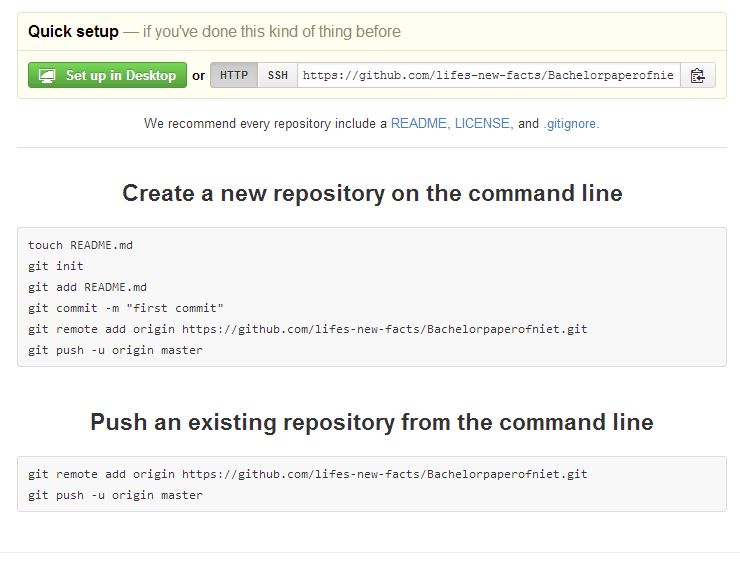 Quick setup — if you've done this kind of thing before
Set up in Desktop or HTTP SSH https://github.com/lifes-new-facts/Bachelorpaperofnie
We recommend every repository include a README, LICENSE, and .gitignore.
Create a new repository on the command line
touch README.md
git init
git add README.md
git commit -m "first commit"
git remote add origin https://github.com/lifes-new-facts/Bachelorpaperofniet.git
git push -u origin master
Push an existing repository from the command line
git remote add origin https://github.com/lifes-new-facts/Bachelorpaperofniet.git
git push -u origin master